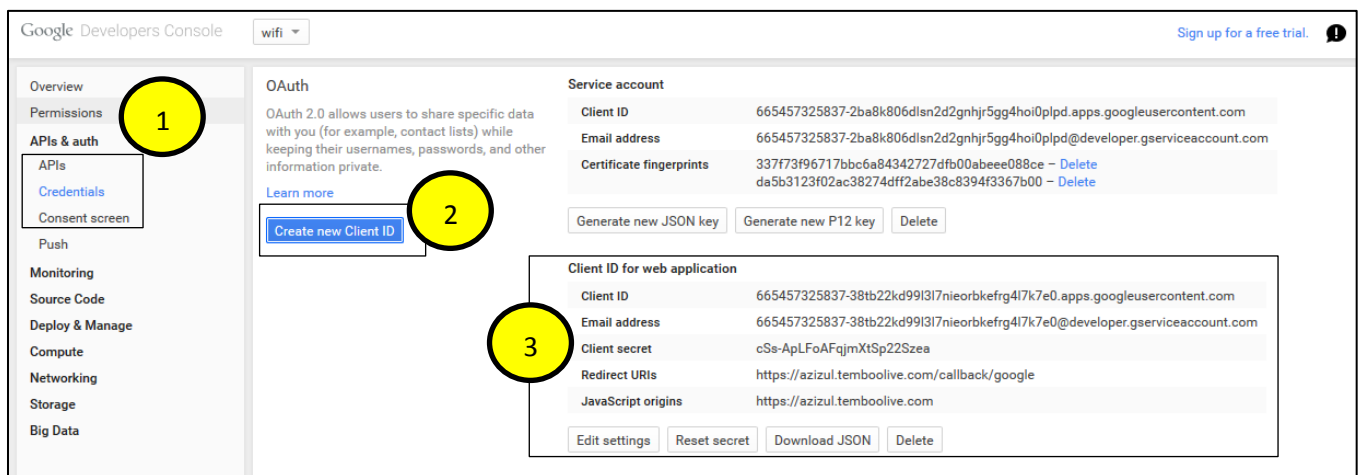 Google Developers Console
wifi
Sign up for a free trial.
Overview
Permissions
APIs & auth
APIs
Credentials
Consent screen
Push
Monitoring
Source Code
Deploy & Manage
Compute
Networking
Storage
Big Data
1
OAuth
OAuth 2.0 allows users to share specific data
with you (for example, contact lists) while
keeping their usernames, passwords, and other
information private.
Learn more
Create new Client ID
2
Service account
Client ID 665457325837-2ba8k806dlsn2d2gnhjr5gg4hoi0plpd.apps.googleusercontent.com
Email address 665457325837-2ba8k806dlsn2d2gnhjr5gg4hoi0plpd@developer.gserviceaccount.com
Certificate fingerprints 337f73f96717bbc6a84342727dfb00abeee088ce – Delete
da5b3123f02ac38274dff2abe38c8394f3367b00 – Delete
Generate new JSON key Generate new P12 key Delete
Client ID for web application
Client ID 665457325837-38tb22kd99l3l7nieorbkefrg4l7k7e0.apps.googleusercontent.com
Email address 665457325837-38tb22kd99l3l7nieorbkefrg4l7k7e0@developer.gserviceaccount.com
Client secret cSs-ApLFoAFqjmXtSp22Szea
Redirect URIs https://azizul.temboolive.com/callback/google
JavaScript origins https://azizul.temboolive.com
Edit settings Reset secret Download JSON Delete
3